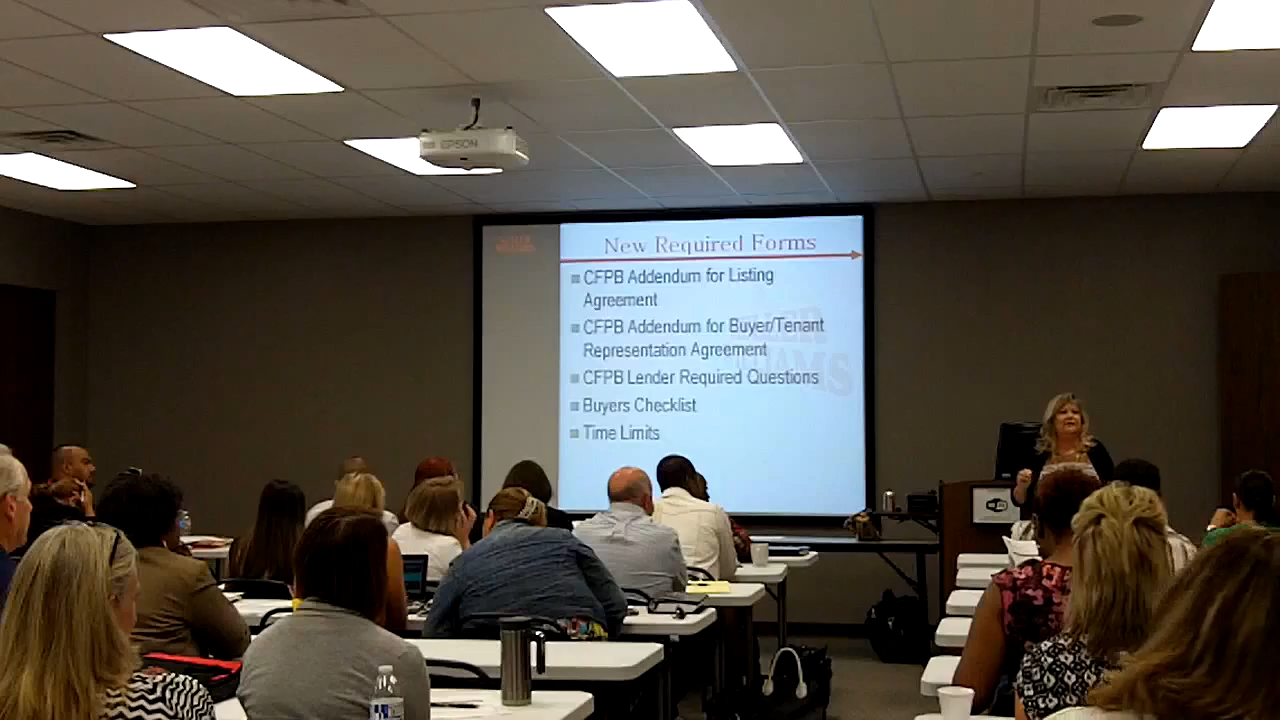 EPSON
New Required Forms
CFPB Addendum for Listing
Agreement
CFPB Addendum for Buyer/Tenant
Representation Agreement
CFPB Lender Required Questions
Buyers Checklist
Time Limits